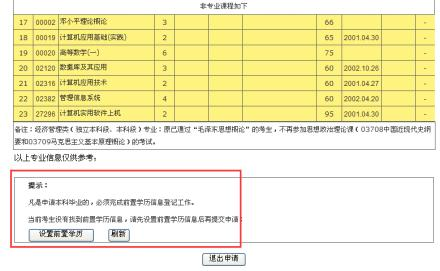 非专业课程如下
17 00002 邓小平理论概论 3 66 -
18 00019 计算机应用基础(实践) 2 65 2001.04.30 -
19 00020 高等数学(一) 6 75 -
20 02120 数据库及其应用 3 60 2002.10.26 -
21 02316 计算机应用技术 2 60 2001.04.27 -
22 02382 管理信息系统 4 60 2002.04.20 -
23 27296 计算机实用软件上机 2 95 2001.04.30 -
备注：经济管理类(独立本科段、本科段)专业：原已通过“毛泽东思想概论”的考生，不再参加思想政治理论课(03708中国近现代史纲
要和03709马克思主义基本原理概论)的考试。
以上专业信息仅供参考：
提示：
凡是申请本科毕业的，必须完成前置学历信息登记工作。
当前考生没有找到前置学历信息，请先设置前置学历信息后再提交申请：
设置前置学历 刷新
退出申请